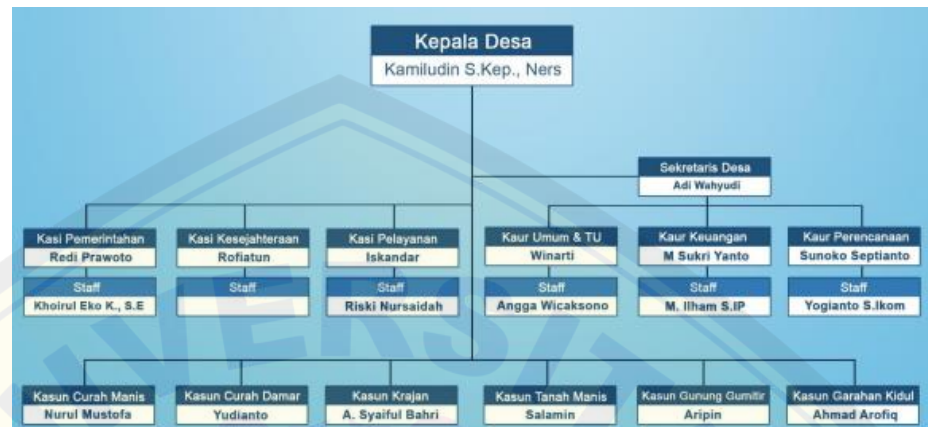 Kepala Desa
Kamiludin S.Kep., Ners
Sekretaris Desa
Adi Wahyudi
Kasi Pemerintahan
Redi Prawoto
Kasi Kesejahteraan
Rofiatun
Kasi Pelayanan
Iskandar
Kaur Umum & TU
Winarti
Kaur Keuangan
M Sukri Yanto
Kaur Perencanaan
Sunoko Septianto
Staff
Khoirul Eko K., S.E
Staff
Staff
Riski Nursaidah
Staff
Angga Wicaksono
Staff
M. Ilham S.IP
Staff
Yogianto S.Ikom
Kasun Curah Manis
Nurul Mustofa
Kasun Curah Damar
Yudianto
Kasun Krajan
A. Syaiful Bahri
Kasun Tanah Manis
Salamin
Kasun Gunung Gumitir
Aripin
Kasun Garahan Kidul
Ahmad Arofiq